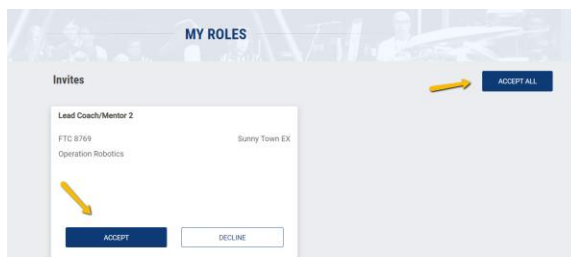 MY ROLES
Invites
ACCEPT ALL
Lead Coach/Mentor 2
FTC 8769 Sunny Town EX
Operation Robotics
ACCEPT DECLINE